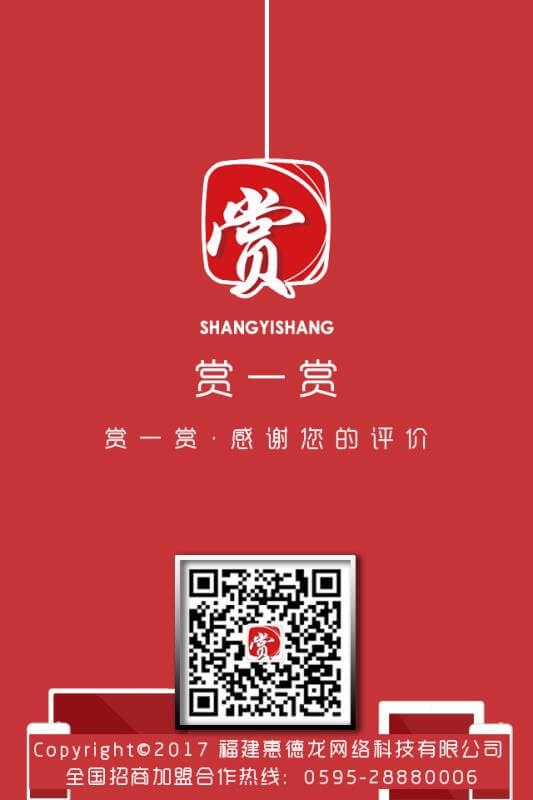 赏
SHANGYISHANG
赏一赏
赏一赏·感谢您的评价
赏
Copyright©2017 福建惠德龙网络科技有限公司
全国招商加盟合作热线：0595-28880006